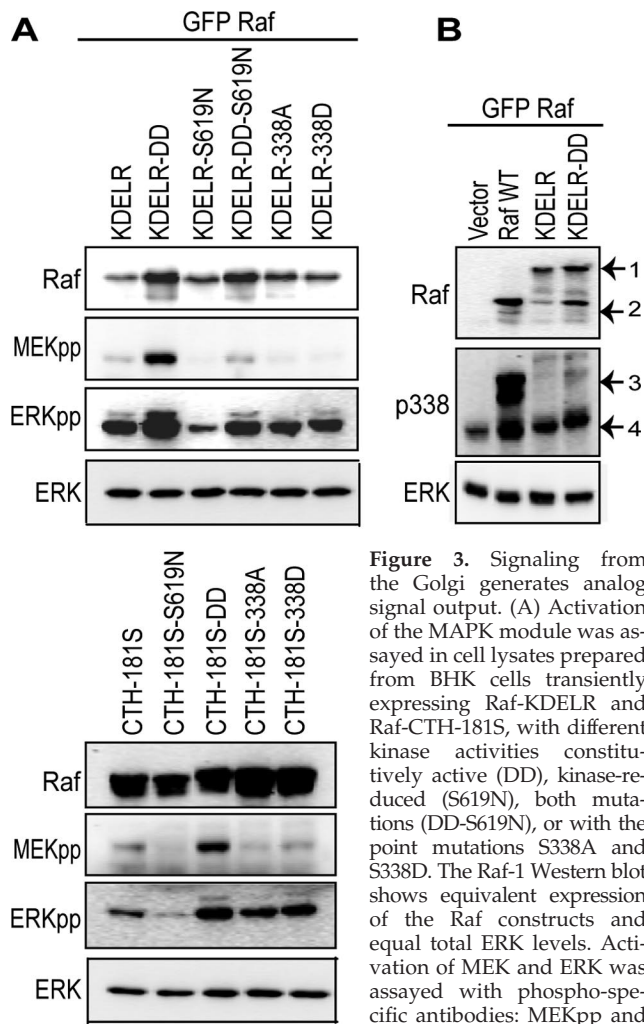 A
GFP Raf
KDELR
KDELR-DD
KDELR-S619N
KDELR-DD-S619N
KDELR-338A
KDELR-338D
Raf
MEKpp
ERKpp
ERK
B
GFP Raf
Vector
Raf WT
KDELR
KDELR-DD
Raf
1
2
p338
3
4
ERK
CTH-181S
CTH-181S-S619N
CTH-181S-DD
CTH-181S-338A
CTH-181S-338D
Raf
MEKpp
ERKpp
ERK
Figure 3. Signaling from
the Golgi generates analog
signal output. (A) Activation
of the MAPK module was as-
sayed in cell lysates prepared
from BHK cells transiently
expressing Raf-KDELR and
Raf-CTH-181S, with different
kinase activities constitu-
tively active (DD), kinase-re-
duced (S619N), both muta-
tions (DD-S619N), or with the
point mutations S338A and
S338D. The Raf-1 Western blot
shows equivalent expression
of the Raf constructs and
equal total ERK levels. Acti-
vation of MEK and ERK was
assayed with phospho-spe-
cific antibodies: MEKpp and